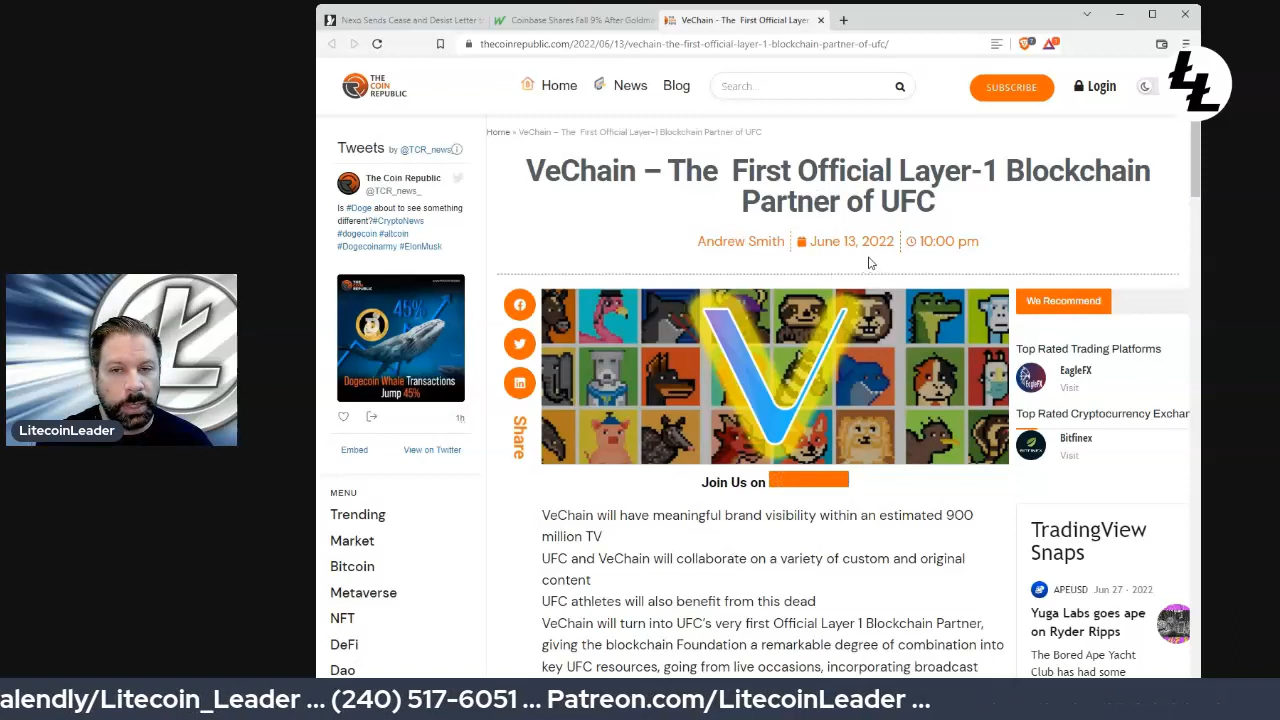 Nexo Sends Cease and Desist Letter t
Coinbase Shares Fall 9% After Goldm
VeChain - The First Official Layer
thecoinrepublic.com/2022/06/13/vechain-the-first-official-layer-1-blockchain-partner-of-ufc/
THE
COIN
REPUBLIC
Home
News
Blog
Search...
SUBSCRIBE
Login
Home » VeChain – The First Official Layer-1 Blockchain Partner of UFC
Tweets by @TCR_news
The Coin Republic
@TCR_news_
Is #Doge about to see something
different?#CryptoNews
#dogecoin #altcoin
#Dogecoinarmy #ElonMusk
45%
Dogecoin Whale Transactions
Jump 45%
1h
Embed
View on Twitter
MENU
Trending
Market
Bitcoin
Metaverse
NFT
DeFi
Dao
VeChain – The First Official Layer-1 Blockchain
Partner of UFC
Andrew Smith
June 13, 2022
10:00 pm
Share
Join Us on
VeChain will have meaningful brand visibility within an estimated 900
million TV
UFC and VeChain will collaborate on a variety of custom and original
content
UFC athletes will also benefit from this dead
VeChain will turn into UFC's very first Official Layer 1 Blockchain Partner,
giving the blockchain Foundation a remarkable degree of combination into
key UFC resources, going from live occasions, incorporating broadcast
We Recommend
Top Rated Trading Platforms
EagleFX
Visit
Top Rated Cryptocurrency Exchan
Bitfinex
Visit
TradingView
Snaps
APEUSD Jun 27 · 2022
Yuga Labs goes ape
on Ryder Ripps
The Bored Ape Yacht
Club has had some
LitecoinLeader
alendly/Litecoin_Leader ... (240) 517-6051 ... Patreon.com/LitecoinLeader ...